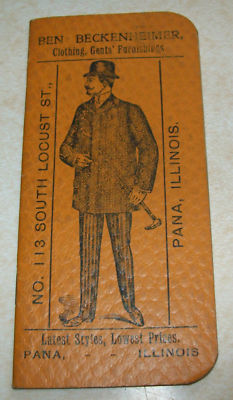 BEN BECKENHEIMER,
Clothing, Gents' Furnishings
NO. 113 SOUTH LOCUST ST.,
PANA, ILLINOIS.
Latest Styles, Lowest Prices.
PANA, - - ILLINOIS